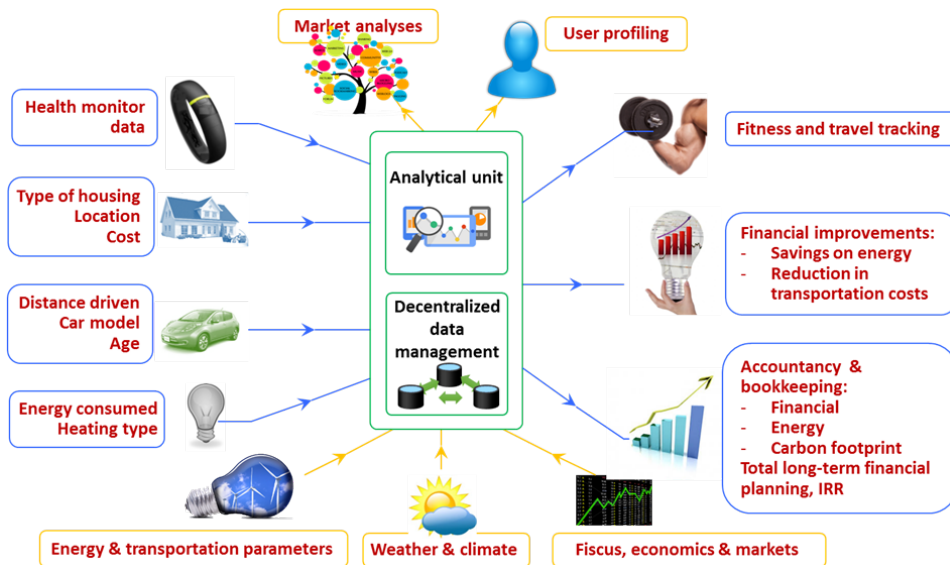 Market analyses
User profiling
Health monitor
data
Fitness and travel tracking
Analytical unit
Type of housing
Location
Cost
Financial improvements:
- Savings on energy
- Reduction in
transportation costs
Distance driven
Car model
Age
Decentralized
data
management
Accountancy &
bookkeeping:
- Financial
- Energy
- Carbon footprint
Total long-term financial
planning, IRR
Energy consumed
Heating type
Energy & transportation parameters
Weather & climate
Fiscus, economics & markets